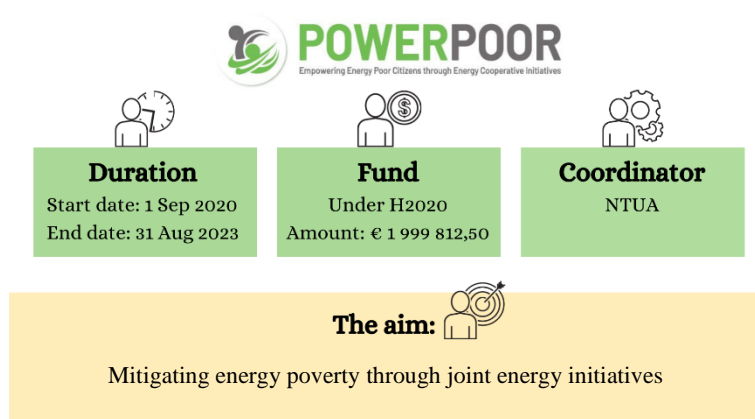 POWERPOOR
Empowering Energy Poor Citizens through Energy Cooperative Initiatives
$
Duration
Start date: 1 Sep 2020
End date: 31 Aug 2023
Fund
Under H2020
Amount: € 1 999 812,50
Coordinator
NTUA
The aim:
Mitigating energy poverty through joint energy initiatives